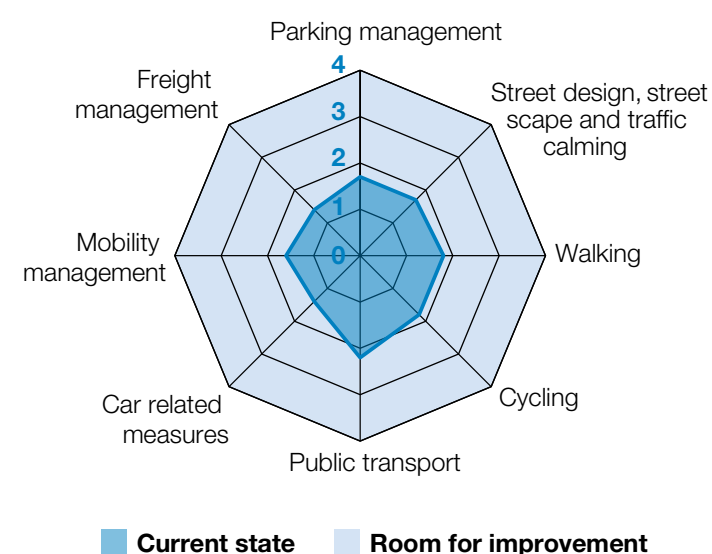 Parking management
4
Freight
management
Street design, street
scape and traffic
calming
3
2
1
Mobility
management
0
Walking
Car related
measures
Cycling
Public transport
Current state
Room for improvement